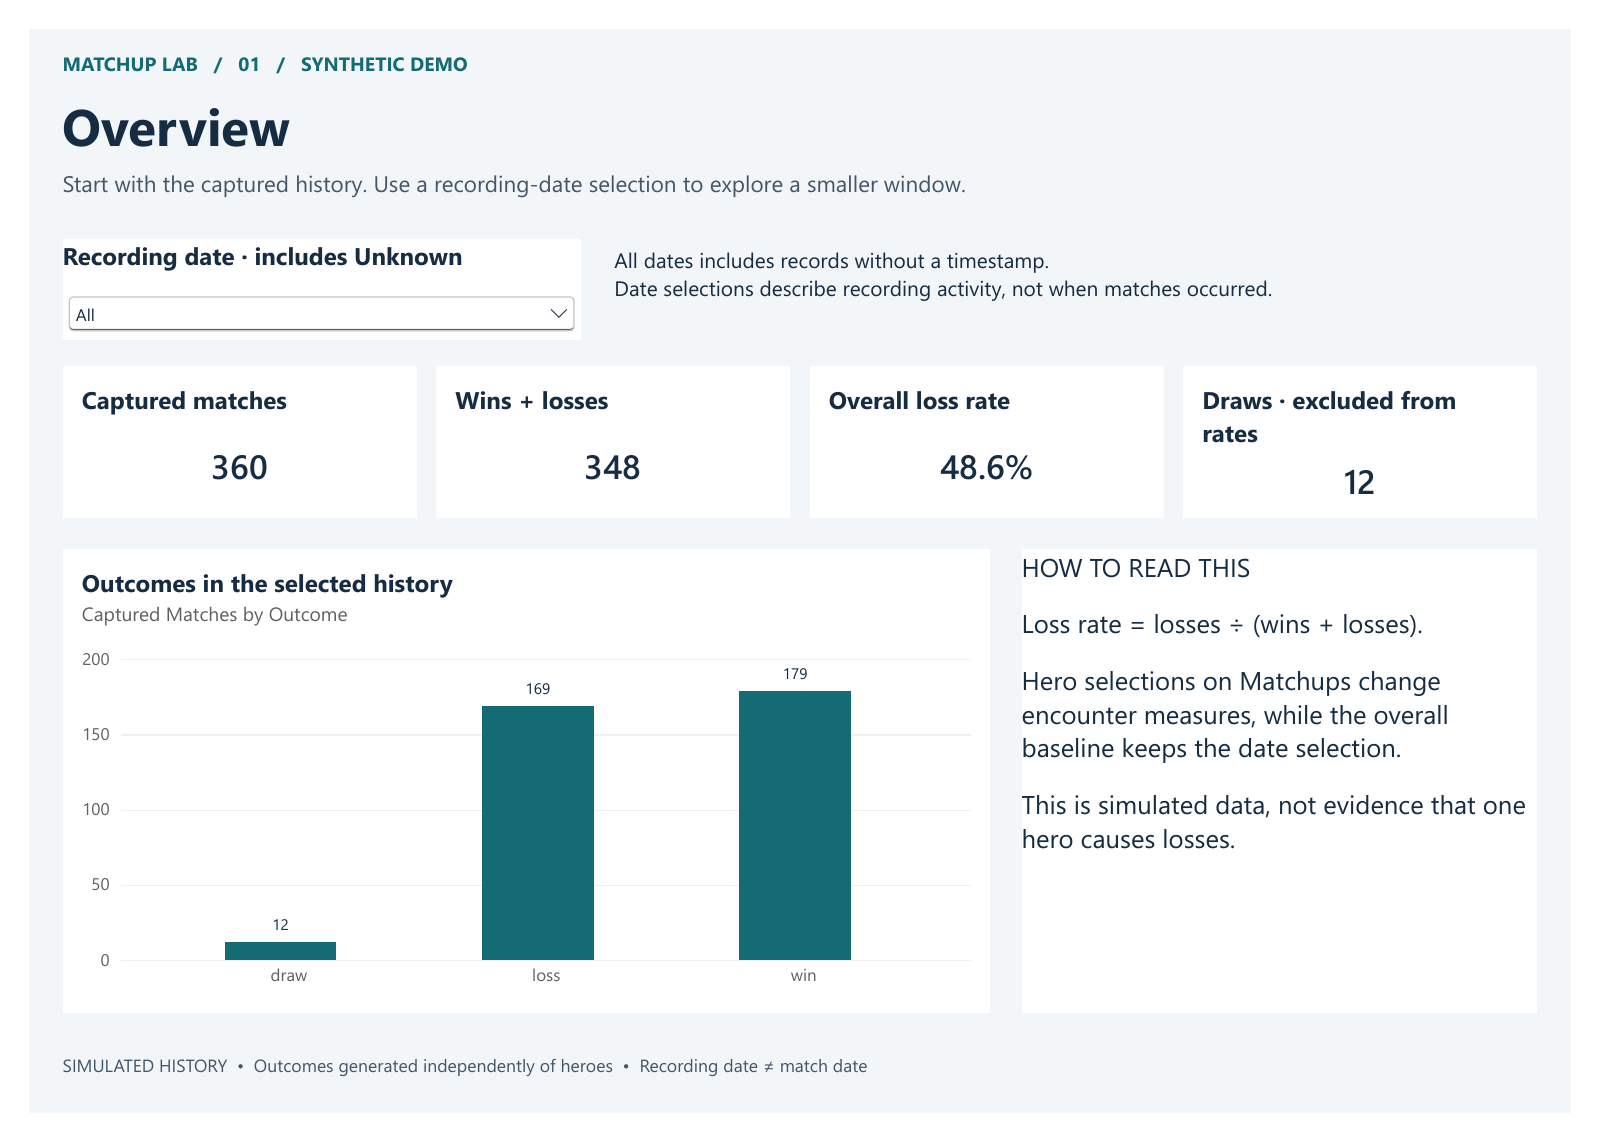 MATCHUP LAB / 01 / SYNTHETIC DEMO
Overview
Start with the captured history. Use a recording-date selection to explore a smaller window.
Recording date · includes Unknown
All
All dates includes records without a timestamp.
Date selections describe recording activity, not when matches occurred.
Captured matches
360
Wins + losses
348
Overall loss rate
48.6%
Draws · excluded from
rates
12
Outcomes in the selected history
Captured Matches by Outcome
200
150
100
50
0
12
169
179
draw
loss
win
HOW TO READ THIS
Loss rate = losses ÷ (wins + losses).
Hero selections on Matchups change
encounter measures, while the overall
baseline keeps the date selection.
This is simulated data, not evidence that one
hero causes losses.
SIMULATED HISTORY • Outcomes generated independently of heroes • Recording date ≠ match date